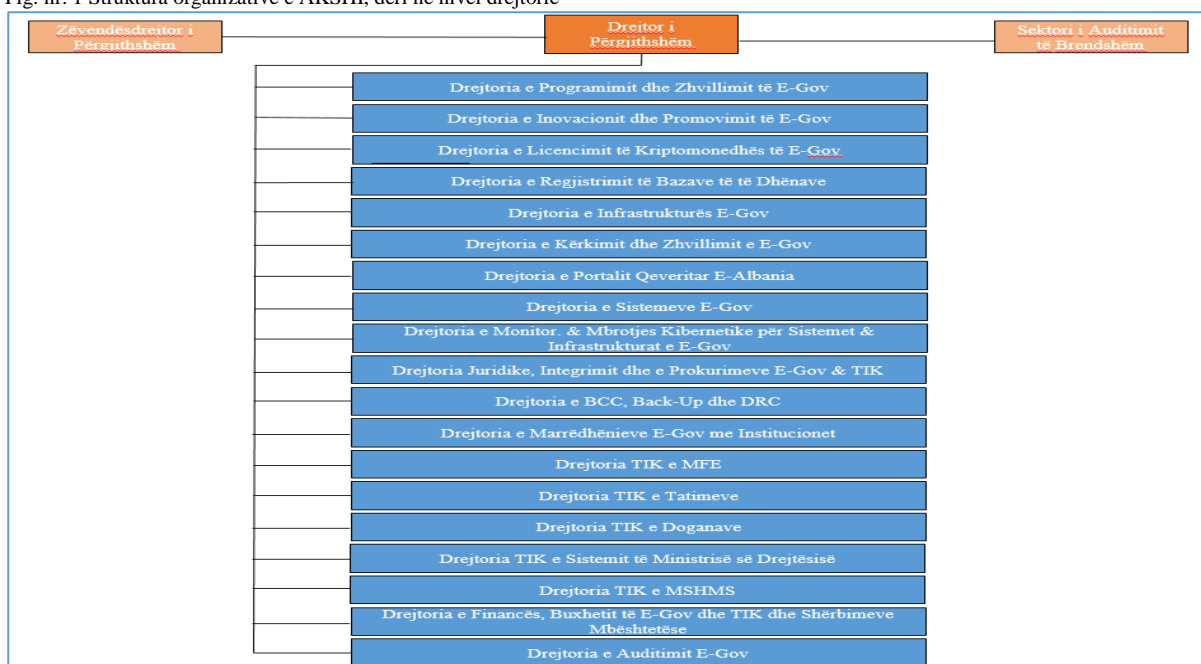 Fig. nr. 1 Struktura organizative e AKSHI, deri në nivel drejtorie
Zëvendësdrejtor i
Përgjithshëm
Drejtor i
Përgjithshëm
Sektori i Auditimit
të Brendshëm
Drejtoria e Programimit dhe Zhvillimit të E-Gov
Drejtoria e Inovacionit dhe Promovimit të E-Gov
Drejtoria e Licencimit të Kriptomonedhës të E-Gov
Drejtoria e Regjistrimit të Bazave të të Dhënave
Drejtoria e Infrastrukturës E-Gov
Drejtoria e Kërkimit dhe Zhvillimit e E-Gov
Drejtoria e Portalit Qeveritar E-Albania
Drejtoria e Sistemeve E-Gov
Drejtoria e Monitor. & Mbrotjes Kibernetike për Sistemet &
Infrastrukturat e E-Gov
Drejtoria Juridike, Integrimit dhe e Prokurimeve E-Gov & TIK
Drejtoria e BCC, Back-Up dhe DRC
Drejtoria e Marrëdhënieve E-Gov me Institucionet
Drejtoria TIK e MFE
Drejtoria TIK e Tatimeve
Drejtoria TIK e Doganave
Drejtoria TIK e Sistemit të Ministrisë së Drejtësisë
Drejtoria TIK e MSHMS
Drejtoria e Financës, Buxhetit të E-Gov dhe TIK dhe Shërbimeve
Mbështetëse
Drejtoria e Auditimit E-Gov